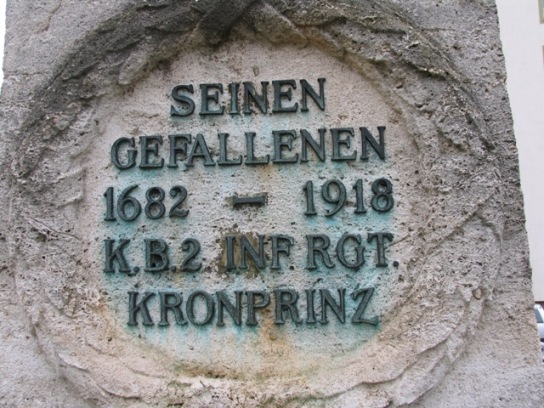 SEINEN
GEFALLENEN
1682 – 1918
K.B.2. INF. RGT.
KRONPRINZ